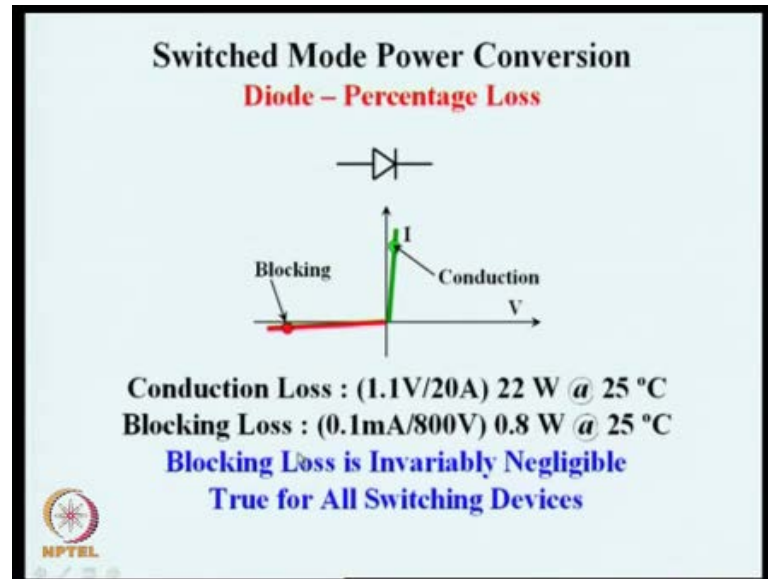 Switched Mode Power Conversion
Diode – Percentage Loss
I
Blocking
Conduction
V
Conduction Loss : (1.1V/20A) 22 W @ 25 °C
Blocking Loss : (0.1mA/800V) 0.8 W @ 25 °C
Blocking Loss is Invariably Negligible
True for All Switching Devices
NPTEL